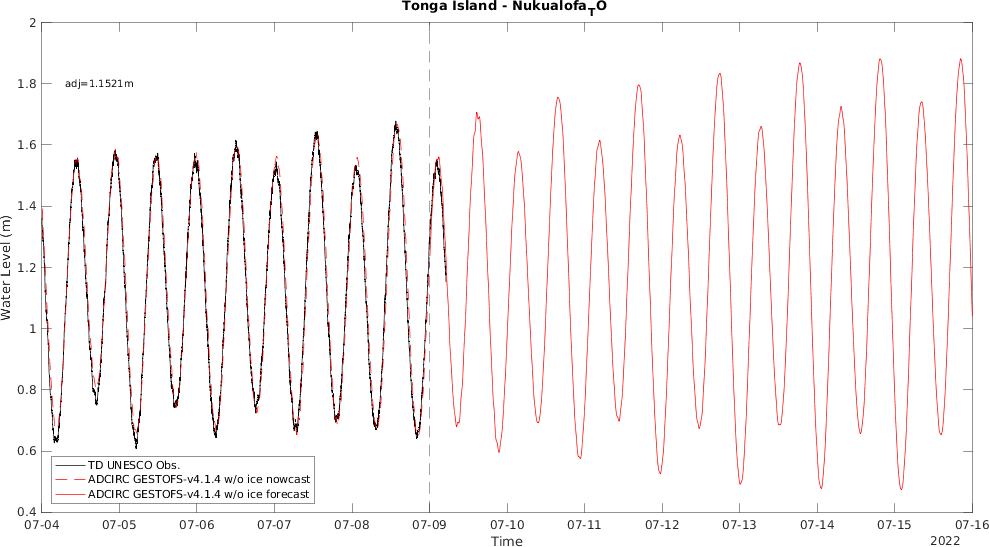 Tonga Island - Nukualofa_TO
2
1.8
1.6
1.4
1.2
1
0.8
0.6
0.4
adj=1.1521m
Water Level (m)
TD UNESCO Obs.
ADCIRC GESTOFS-v4.1.4 w/o ice nowcast
ADCIRC GESTOFS-v4.1.4 w/o ice forecast
07-04 07-05 07-06 07-07 07-08 07-09 07-10 07-11 07-12 07-13 07-14 07-15 07-16
Time
2022